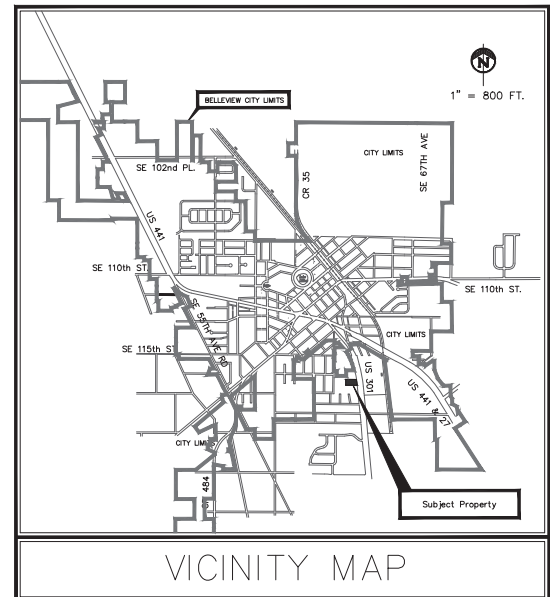 N
1" = 800 FT.
BELLEVIEW CITY LIMITS
CITY LIMITS
SE 67TH AVE
SE 102nd PL.
CR 35
US 441
SE 110th ST.
SE 110th ST.
SE 58TH AVE RD
CITY LIMITS
SE 115th ST
US 301
US 441 & 27
CITY LIMITS
484
Subject Property
VICINITY MAP